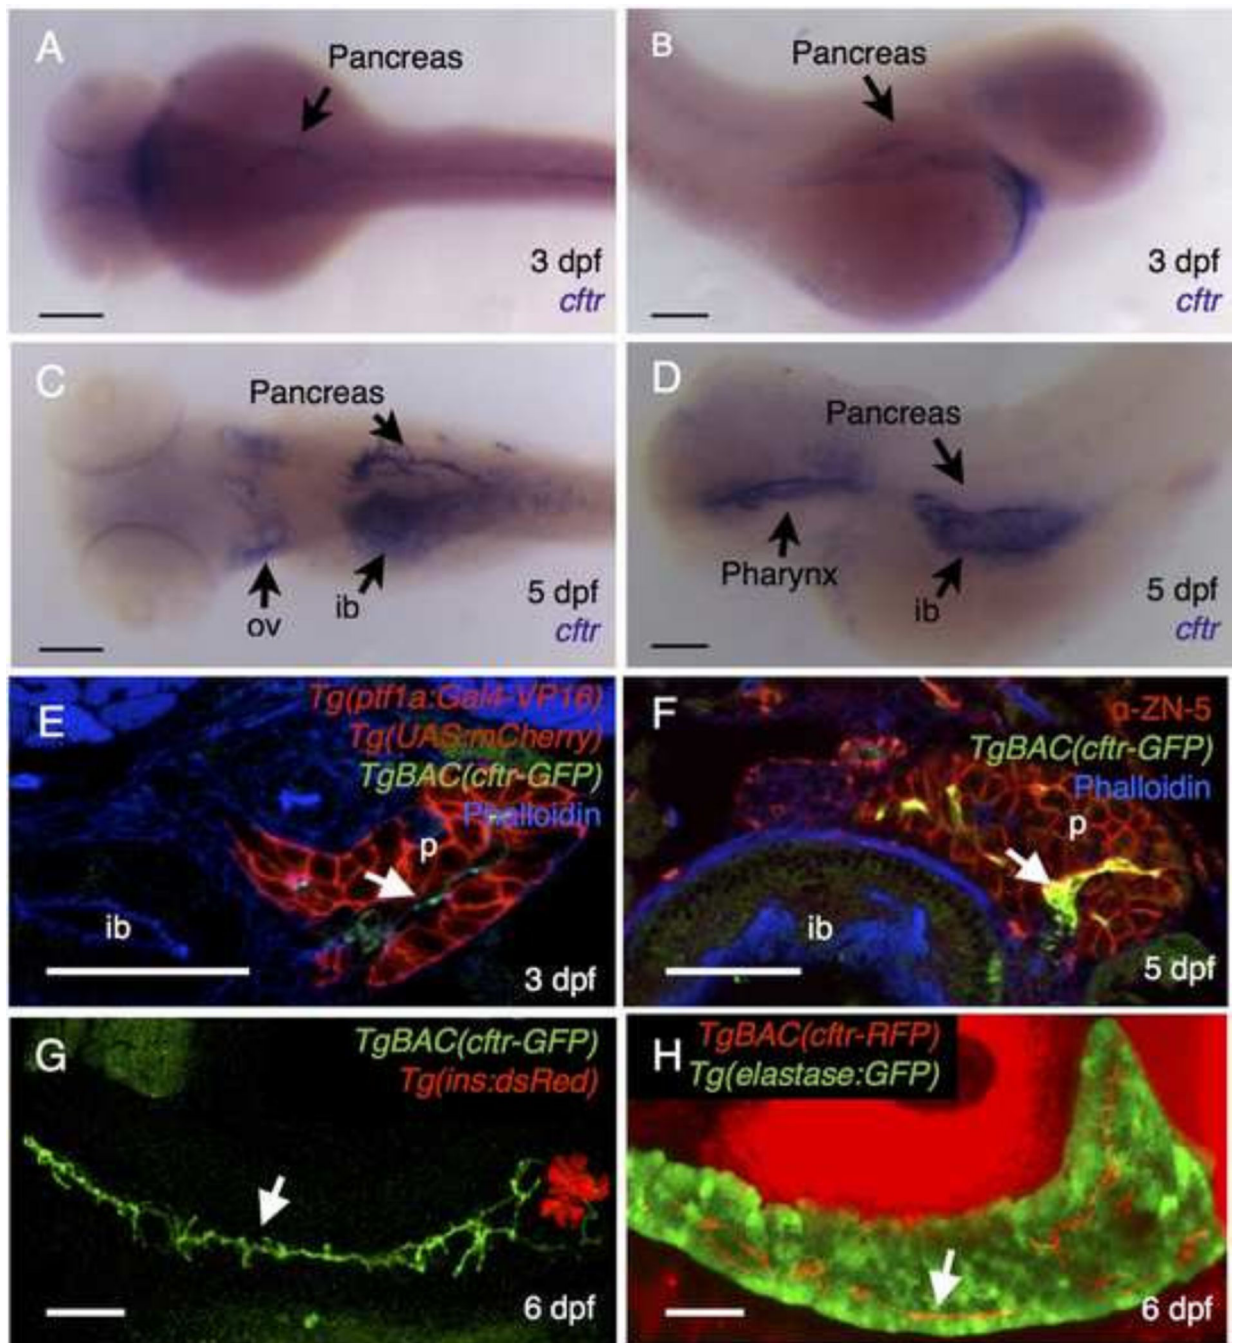 A
Pancreas
3 dpf
cftr
B
Pancreas
3 dpf
cftr
C
Pancreas
ov
ib
5 dpf
cftr
D
Pancreas
Pharynx
ib
5 dpf
cftr
E
Tg(ptf1a:Gal4-VP16)
Tg(UAS:mCherry)
TgBAC(cftr-GFP)
Phalloidin
p
ib
3 dpf
F
α-ZN-5
TgBAC(cftr-GFP)
Phalloidin
p
ib
5 dpf
G
TgBAC(cftr-GFP)
Tg(ins:dsRed)
6 dpf
H
TgBAC(cftr-RFP)
Tg(elastase:GFP)
6 dpf